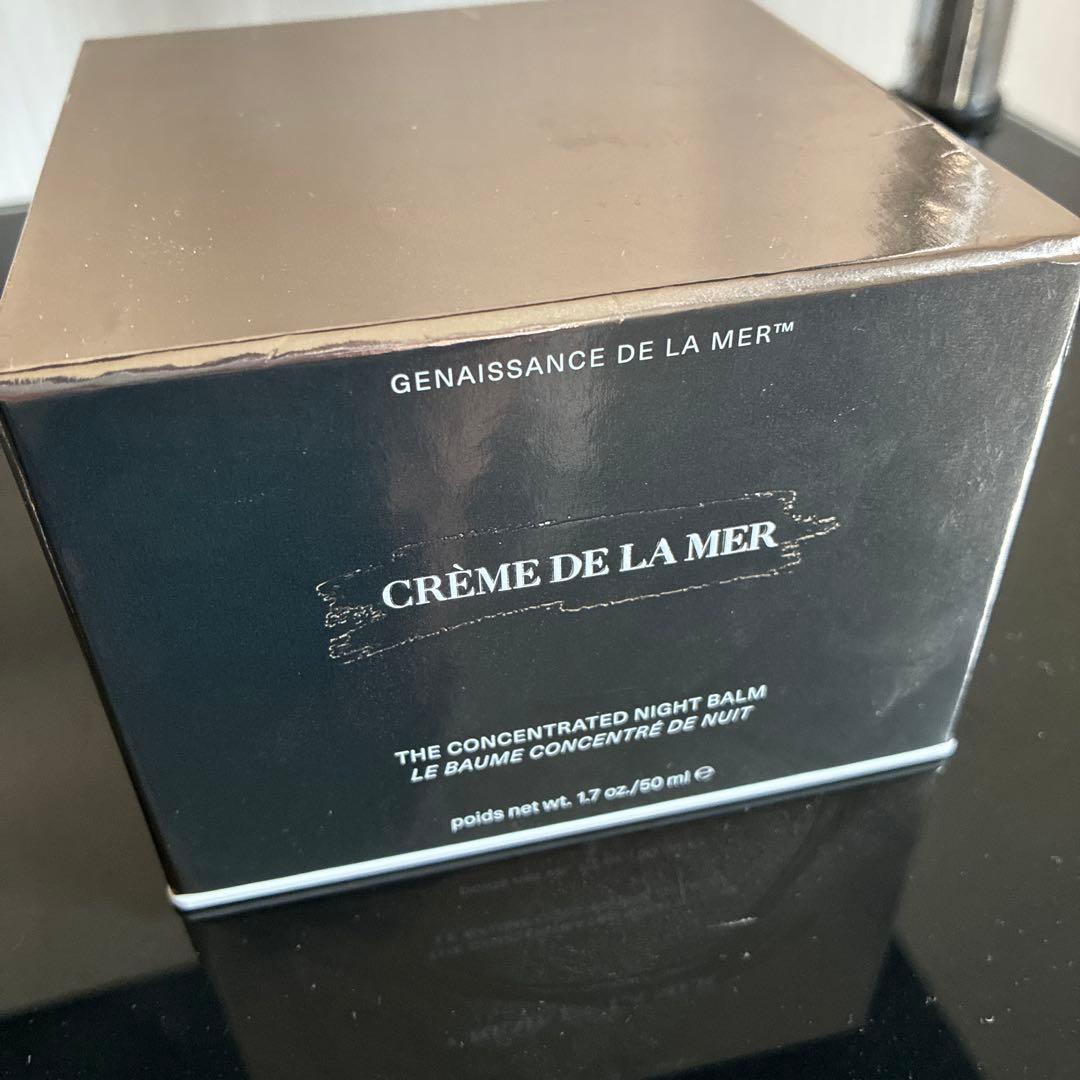 GENAISSANCE DE LA MER™
CRÈME DE LA MER
THE CONCENTRATED NIGHT BALM
LE BAUME CONCENTRÉ DE NUIT
poids net wt. 1.7 oz./50 ml ℮